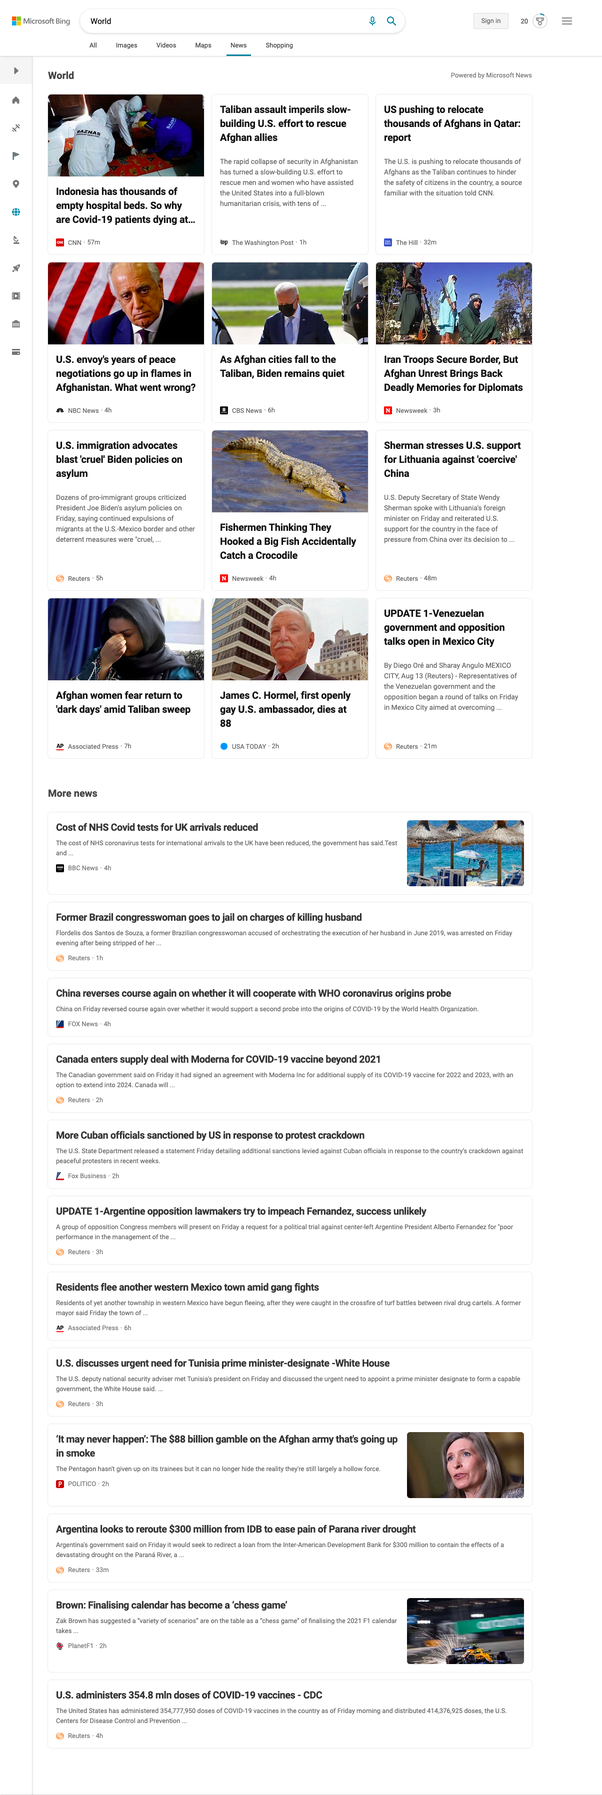 Microsoft Bing
World
Sign in
20
All
Images
Videos
Maps
News
Shopping
World
Powered by Microsoft News
BAZNAS
Indonesia has thousands of
empty hospital beds. So why
are Covid-19 patients dying at...
CNN · 57m
Taliban assault imperils slow-
building U.S. effort to rescue
Afghan allies
The rapid collapse of security in Afghanistan
has turned a slow-building U.S. effort to
rescue men and women who have assisted
the United States into a full-blown
humanitarian crisis, with tens of ...
The Washington Post · 1h
US pushing to relocate
thousands of Afghans in Qatar:
report
The U.S. is pushing to relocate thousands of
Afghans as the Taliban continues to hinder
the safety of citizens in the country, a source
familiar with the situation told CNN.
The Hill · 32m
U.S. envoy's years of peace
negotiations go up in flames in
Afghanistan. What went wrong?
NBC News · 4h
As Afghan cities fall to the
Taliban, Biden remains quiet
CBS News · 6h
Iran Troops Secure Border, But
Afghan Unrest Brings Back
Deadly Memories for Diplomats
Newsweek · 3h
U.S. immigration advocates
blast 'cruel' Biden policies on
asylum
Dozens of pro-immigrant groups criticized
President Joe Biden's asylum policies on
Friday, saying continued expulsions of
migrants at the U.S.-Mexico border and other
deterrent measures were "cruel, ...
Reuters · 5h
Fishermen Thinking They
Hooked a Big Fish Accidentally
Catch a Crocodile
Newsweek · 4h
Sherman stresses U.S. support
for Lithuania against 'coercive'
China
U.S. Deputy Secretary of State Wendy
Sherman spoke with Lithuania's foreign
minister on Friday and reiterated U.S.
support for the country in the face of
pressure from China over its decision to ...
Reuters · 48m
Afghan women fear return to
'dark days' amid Taliban sweep
AP Associated Press · 7h
James C. Hormel, first openly
gay U.S. ambassador, dies at
88
USA TODAY · 2h
UPDATE 1-Venezuelan
government and opposition
talks open in Mexico City
By Diego Oré and Sharay Angulo MEXICO
CITY, Aug 13 (Reuters) - Representatives of
the Venezuelan government and the
opposition began a round of talks on Friday
in Mexico City aimed at overcoming ...
Reuters · 21m
More news
Cost of NHS Covid tests for UK arrivals reduced
The cost of NHS coronavirus tests for international arrivals to the UK have been reduced, the government has said.Test
and ...
BBC News · 4h
Former Brazil congresswoman goes to jail on charges of killing husband
Flordelis dos Santos de Souza, a former Brazilian congresswoman accused of orchestrating the execution of her husband in June 2019, was arrested on Friday
evening after being stripped of her ...
Reuters · 1h
China reverses course again on whether it will cooperate with WHO coronavirus origins probe
China on Friday reversed course again over whether it would support a second probe into the origins of COVID-19 by the World Health Organization.
FOX News · 4h
Canada enters supply deal with Moderna for COVID-19 vaccine beyond 2021
The Canadian government said on Friday it had signed an agreement with Moderna Inc for additional supply of its COVID-19 vaccine for 2022 and 2023, with an
option to extend into 2024. Canada will ...
Reuters · 2h
More Cuban officials sanctioned by US in response to protest crackdown
The U.S. State Department released a statement Friday detailing additional sanctions levied against Cuban officials in response to the country's crackdown against
peaceful protesters in recent weeks.
Fox Business · 2h
UPDATE 1-Argentine opposition lawmakers try to impeach Fernandez, success unlikely
A group of opposition Congress members will present on Friday a request for a political trial against center-left Argentine President Alberto Fernandez for "poor
performance in the management of the ...
Reuters · 3h
Residents flee another western Mexico town amid gang fights
Residents of yet another township in western Mexico have begun fleeing, after they were caught in the crossfire of turf battles between rival drug cartels. A former
mayor said Friday the town of ...
AP Associated Press · 6h
U.S. discusses urgent need for Tunisia prime minister-designate -White House
The U.S. deputy national security adviser met Tunisia's president on Friday and discussed the urgent need to appoint a prime minister designate to form a capable
government, the White House said. ...
Reuters · 3h
'It may never happen': The $88 billion gamble on the Afghan army that's going up
in smoke
The Pentagon hasn't given up on its trainees but it can no longer hide the reality they're still largely a hollow force.
POLITICO · 2h
Argentina looks to reroute $300 million from IDB to ease pain of Parana river drought
Argentina's government said on Friday it would seek to redirect a loan from the Inter-American Development Bank for $300 million to contain the effects of a
devastating drought on the Paraná River, a ...
Reuters · 33m
Brown: Finalising calendar has become a 'chess game'
Zak Brown has suggested a "variety of scenarios" are on the table as a "chess game" of finalising the 2021 F1 calendar
takes ...
PlanetF1 · 2h
U.S. administers 354.8 mln doses of COVID-19 vaccines - CDC
The United States has administered 354,777,950 doses of COVID-19 vaccines in the country as of Friday morning and distributed 414,376,925 doses, the U.S.
Centers for Disease Control and Prevention ...
Reuters · 4h